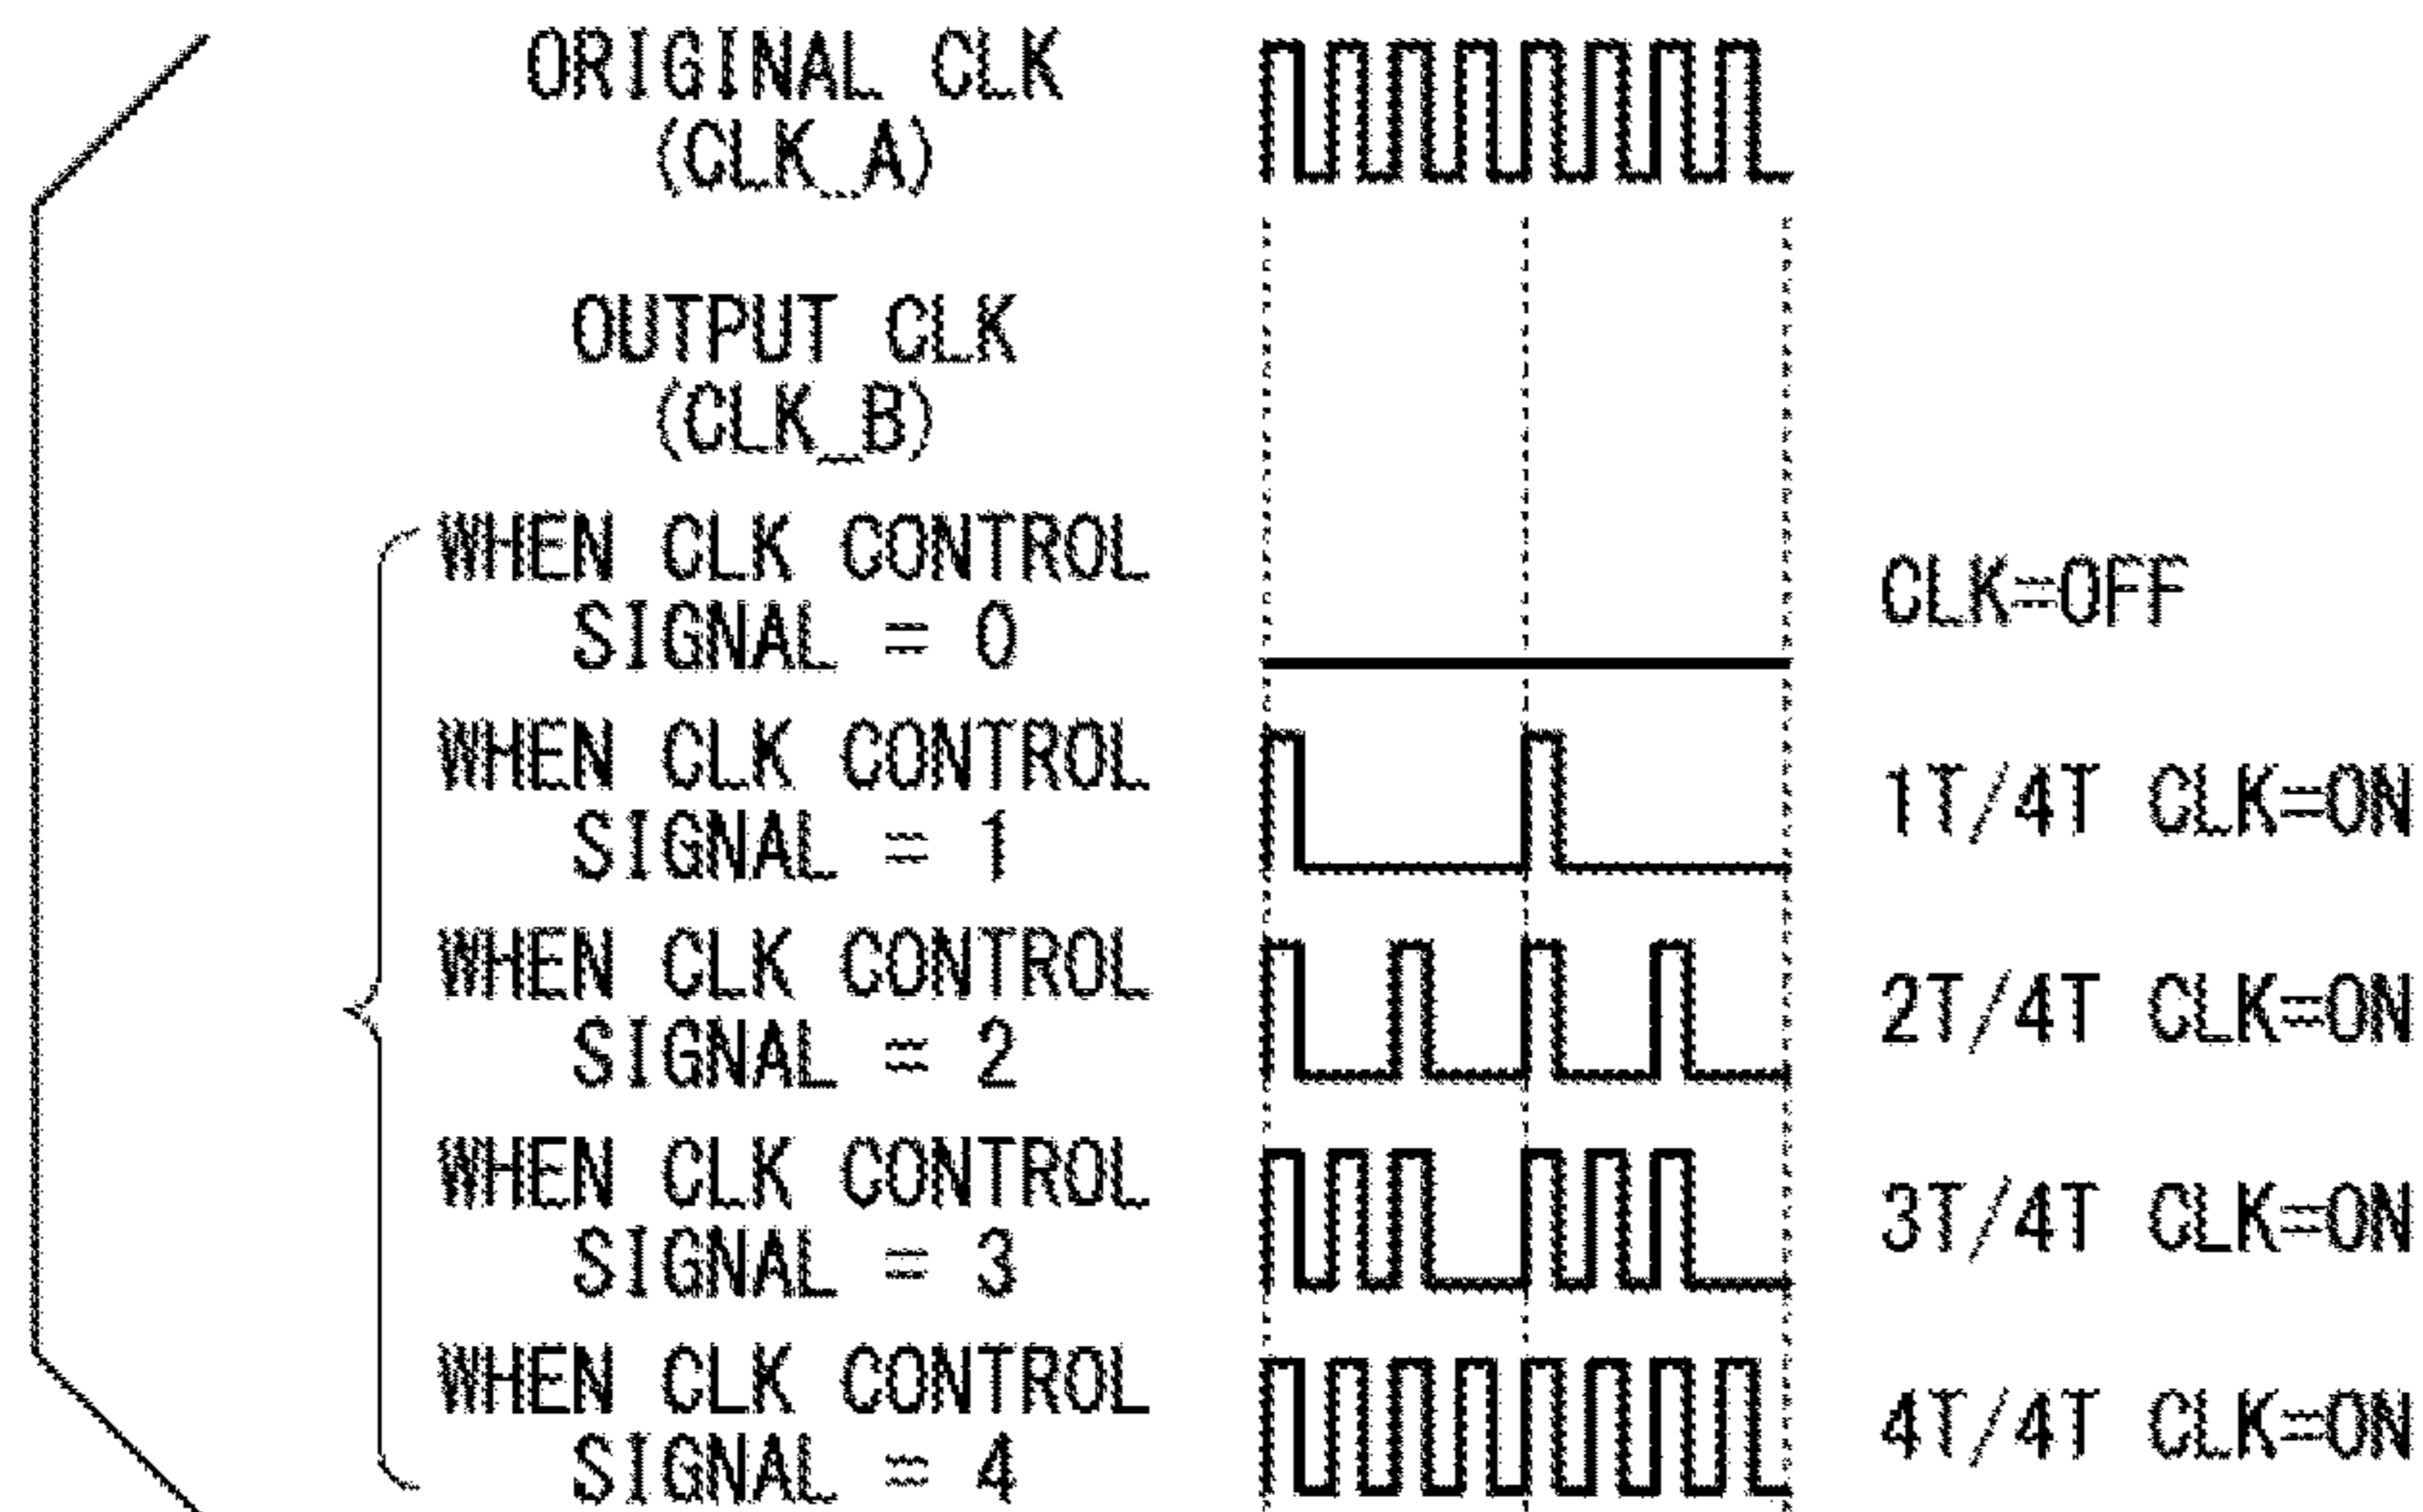 ORIGINAL CLK
(CLK_A)
OUTPUT CLK
(CLK_B)
WHEN CLK CONTROL
SIGNAL = 0
CLK=OFF
WHEN CLK CONTROL
SIGNAL = 1
1T/4T CLK=ON
WHEN CLK CONTROL
SIGNAL = 2
2T/4T CLK=ON
WHEN CLK CONTROL
SIGNAL = 3
3T/4T CLK=ON
WHEN CLK CONTROL
SIGNAL = 4
4T/4T CLK=ON